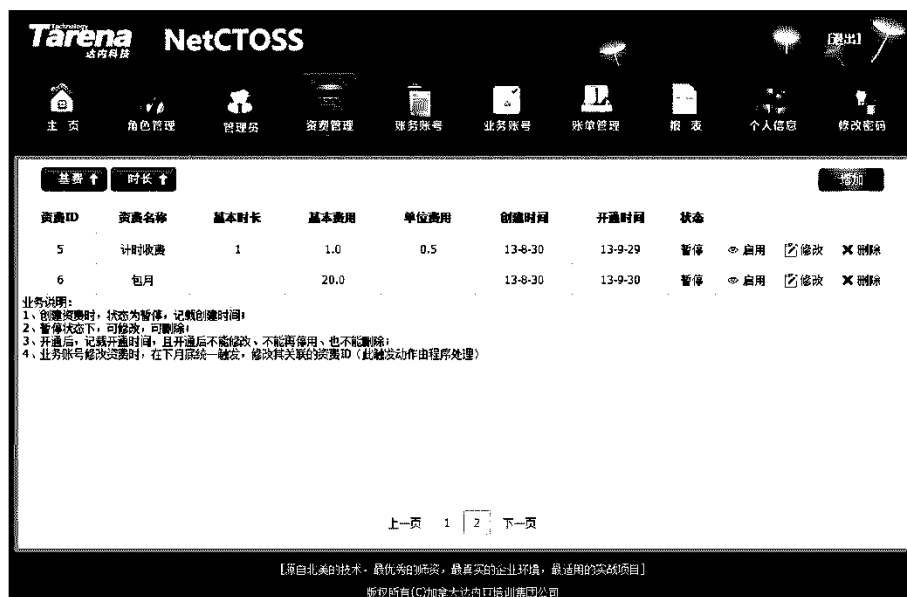 Technology
Tarena
达内科技
NetCTOSS
[退出]
主 页 角色管理 管理员 资费管理 账务账号 业务账号 账单管理 报 表 个人信息 修改密码
基费 ↑ 时长 ↑ 增加
资费ID 资费名称 基本时长 基本费用 单位费用 创建时间 开通时间 状态
5 计时收费 1 1.0 0.5 13-8-30 13-9-29 暂停 启用 修改 删除
6 包月 20.0 13-8-30 13-9-30 暂停 启用 修改 删除
业务说明:
1、创建资费时,状态为暂停,记载创建时间;
2、暂停状态下,可修改,可删除;
3、开通后,记载开通时间,且开通后不能修改、不能再停用、也不能删除;
4、业务账号修改资费时,在下月底统一触发,修改其关联的资费ID(此触发动作由程序处理)
上一页 1 2 下一页
[源自北美的技术,最优秀的师资,最真实的企业环境,最适用的实战项目]
版权所有(C)加拿大达内IT培训集团公司